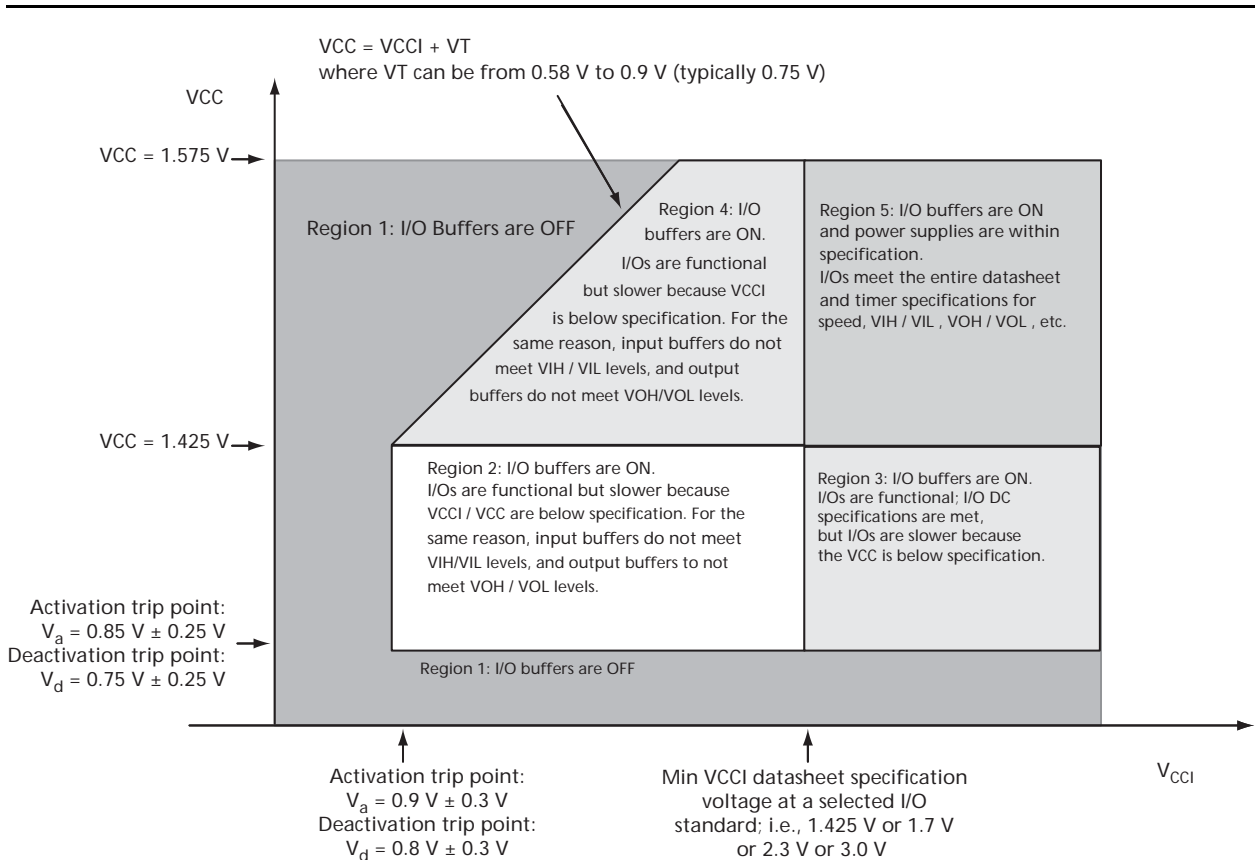 VCC = VCCI + VT
where VT can be from 0.58 V to 0.9 V (typically 0.75 V)
VCC
VCC = 1.575 V
Region 1: I/O Buffers are OFF
Region 4: I/O
buffers are ON.
I/Os are functional
but slower because VCCI
is below specification. For the
same reason, input buffers do not
meet VIH / VIL levels, and output
buffers do not meet VOH/VOL levels.
Region 5: I/O buffers are ON
and power supplies are within
specification.
I/Os meet the entire datasheet
and timer specifications for
speed, VIH / VIL , VOH / VOL , etc.
VCC = 1.425 V
Region 2: I/O buffers are ON.
I/Os are functional but slower because
VCCI / VCC are below specification. For the
same reason, input buffers do not meet
VIH/VIL levels, and output buffers to not
meet VOH / VOL levels.
Region 3: I/O buffers are ON.
I/Os are functional; I/O DC
specifications are met,
but I/Os are slower because
the VCC is below specification.
Activation trip point:
Va = 0.85 V ± 0.25 V
Deactivation trip point:
Vd = 0.75 V ± 0.25 V
Region 1: I/O buffers are OFF
Activation trip point:
Va = 0.9 V ± 0.3 V
Deactivation trip point:
Vd = 0.8 V ± 0.3 V
Min VCCI datasheet specification
voltage at a selected I/O
standard; i.e., 1.425 V or 1.7 V
or 2.3 V or 3.0 V
VCCI